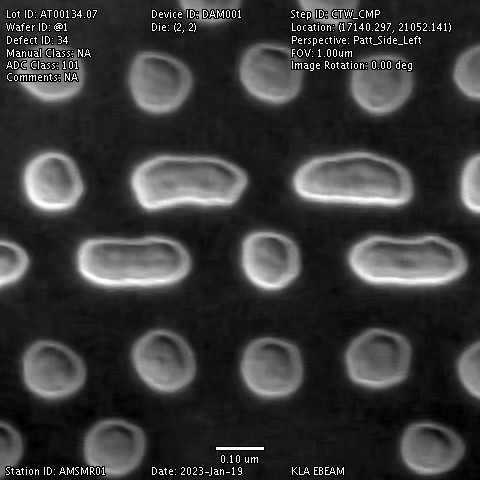 Lot ID: AT00134.07
Device ID: DAM001
Step ID: CTW_CMP
Wafer ID: @1
Die: (2, 2)
Location: (17140.297, 21052.141)
Defect ID: 34
Perspective: Patt_Side_Left
Manual Class: NA
FOV: 1.00um
ADC Class: 101
Image Rotation: 0.00 deg
Comments: NA
0.10 um
Station ID: AMSMR01
Date: 2023-Jan-19
KLA EBEAM